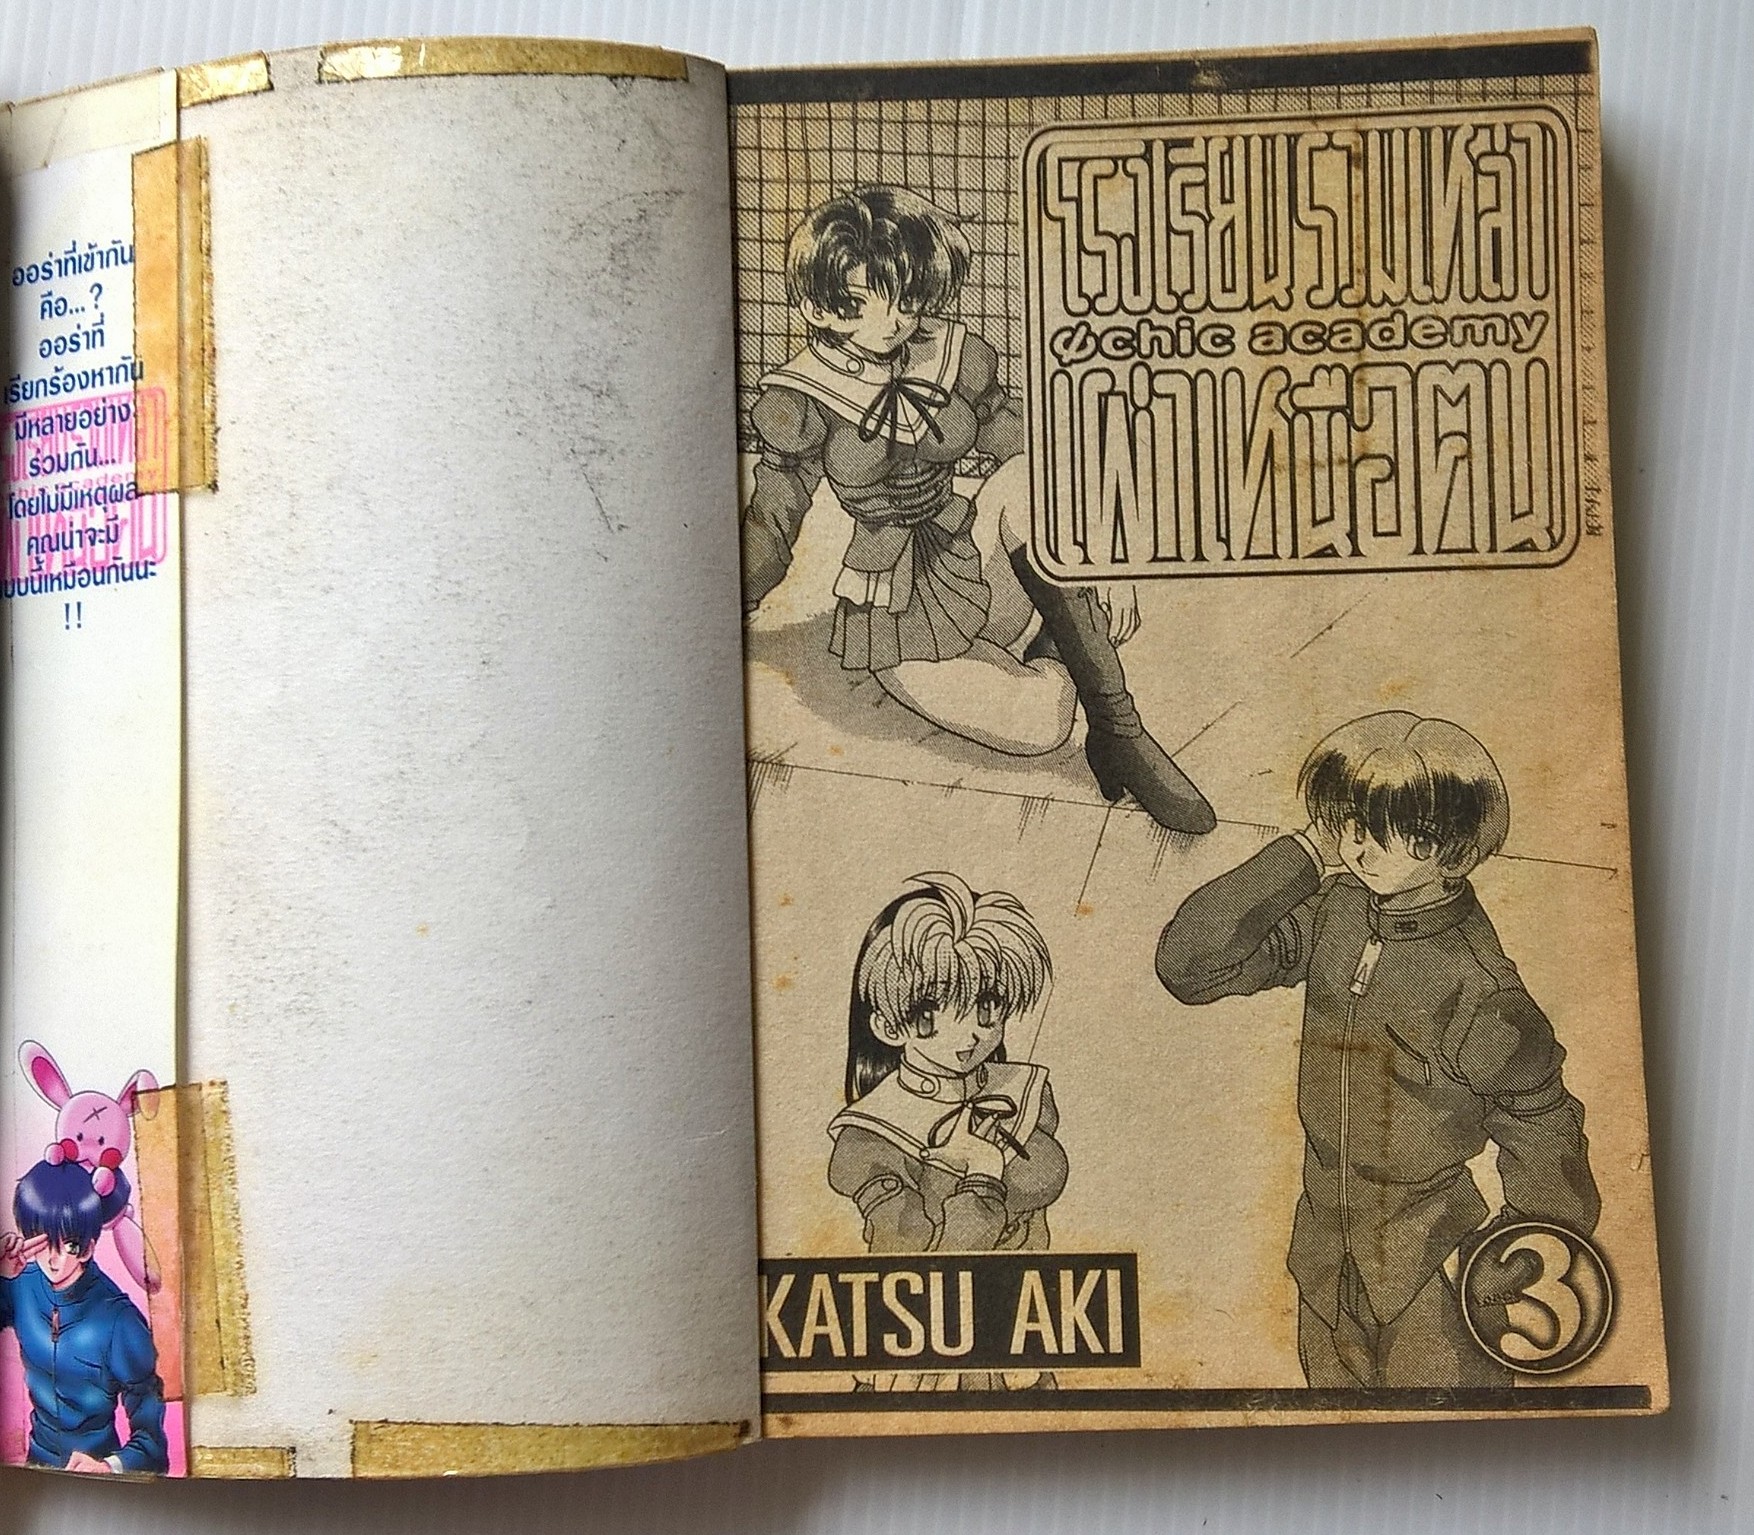 ออร่าที่เข้ากัน
คือ...?
ออร่าที่
เรียกร้องหากัน
มีหลายอย่าง
ร่วมกัน...
โดยไม่มีเหตุผล
คุณน่าจะมี
แบบนี้เหมือนกันนะ
!!
โรงเรียนรวมเหล่า
ψchic academy
เผ่าเหนือคน
KATSU AKI
3